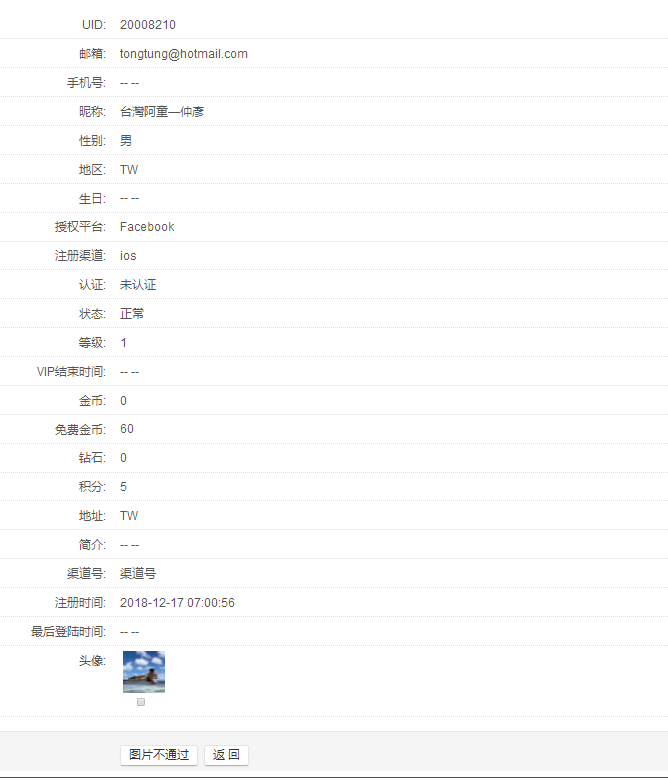 UID: 20008210
邮箱: tongtung@hotmail.com
手机号: -- --
昵称: 台灣阿童—仲彥
性别: 男
地区: TW
生日: -- --
授权平台: Facebook
注册渠道: ios
认证: 未认证
状态: 正常
等级: 1
VIP结束时间: -- --
金币: 0
免费金币: 60
钻石: 0
积分: 5
地址: TW
简介: -- --
渠道号: 渠道号
注册时间: 2018-12-17 07:00:56
最后登陆时间: -- --
头像:
图片不通过 返 回